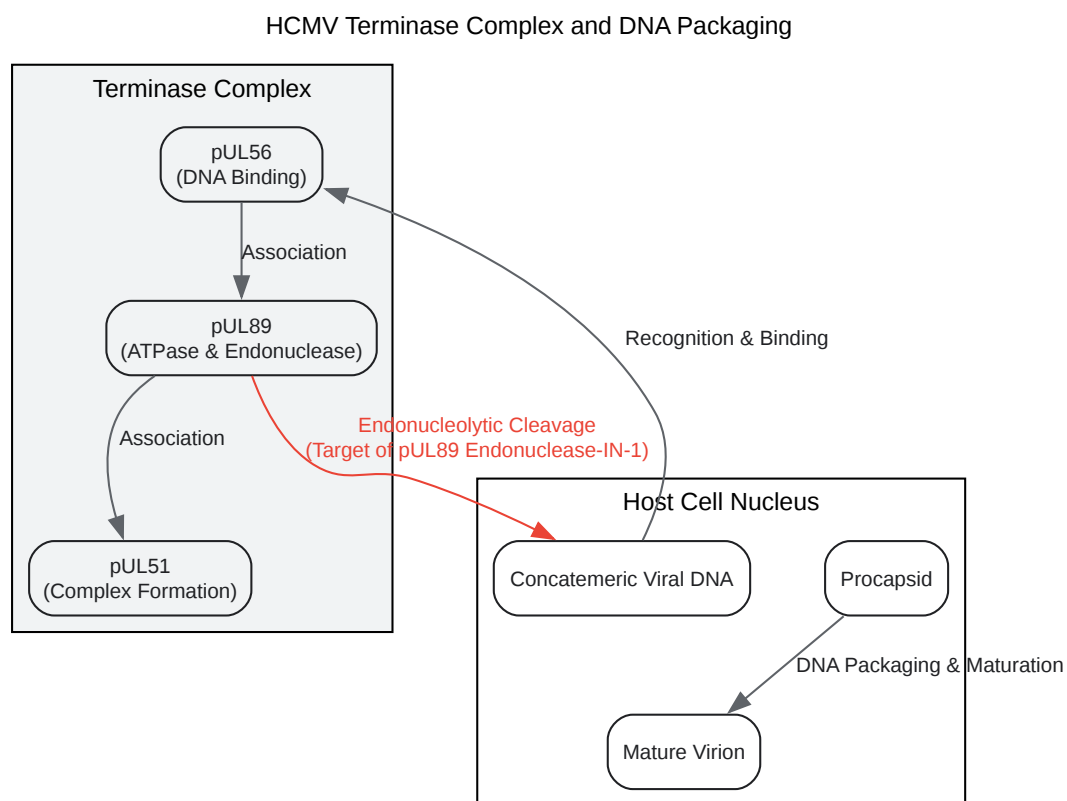 HCMV Terminase Complex and DNA Packaging
Terminase Complex
pUL56
(DNA Binding)
Association
pUL89
(ATPase & Endonuclease)
Recognition & Binding
Association
Endonucleolytic Cleavage
(Target of pUL89 Endonuclease-IN-1)
Host Cell Nucleus
pUL51
(Complex Formation)
Concatemeric Viral DNA
Procapsid
DNA Packaging & Maturation
Mature Virion